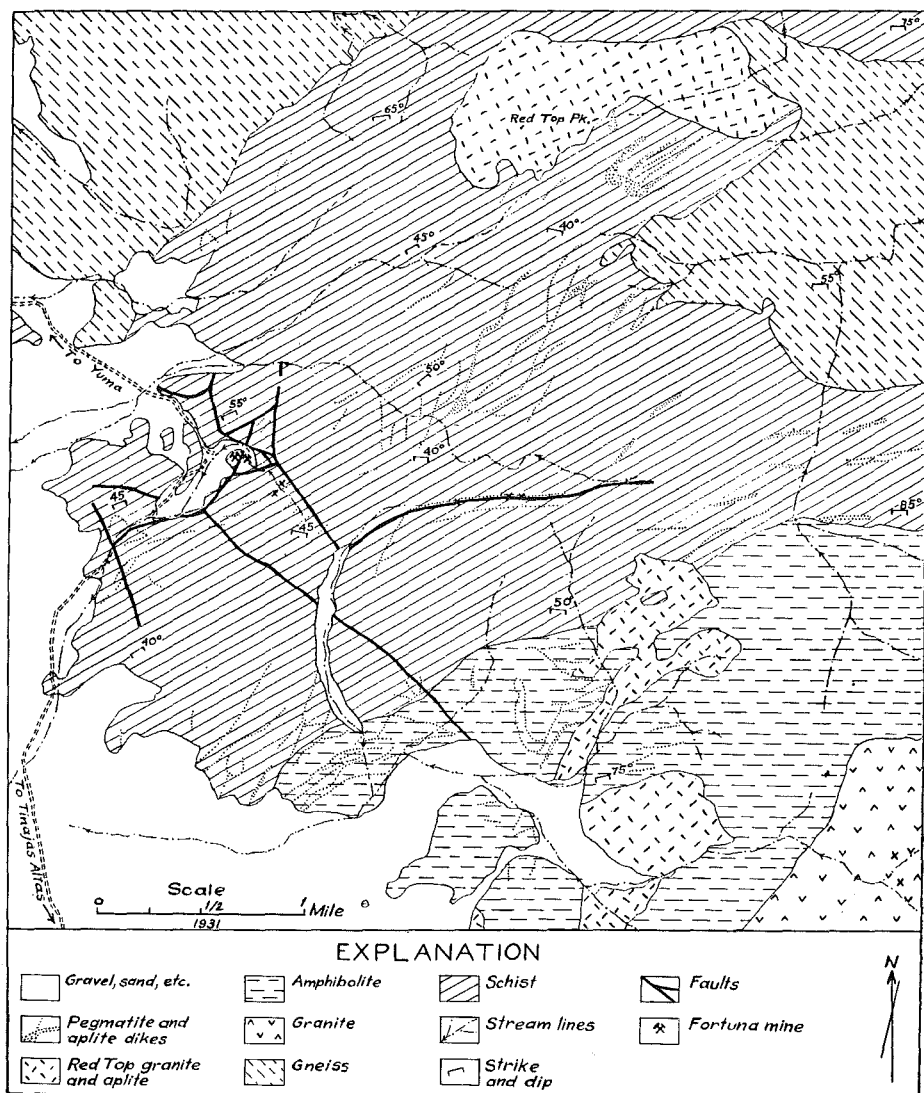 75°
65°
Red Top Pk.
45°
40°
55°
To Yuma
50°
55°
40°
45
85°
45
50
40°
75°
To Tinajas Altas
Scale
0 1/2 1 Mile
1931
EXPLANATION
N
Gravel, sand, etc.
Amphibolite
Schist
Faults
Pegmatite and
aplite dikes
Granite
Stream lines
Fortuna mine
Red Top granite
and aplite
Gneiss
Strike
and dip